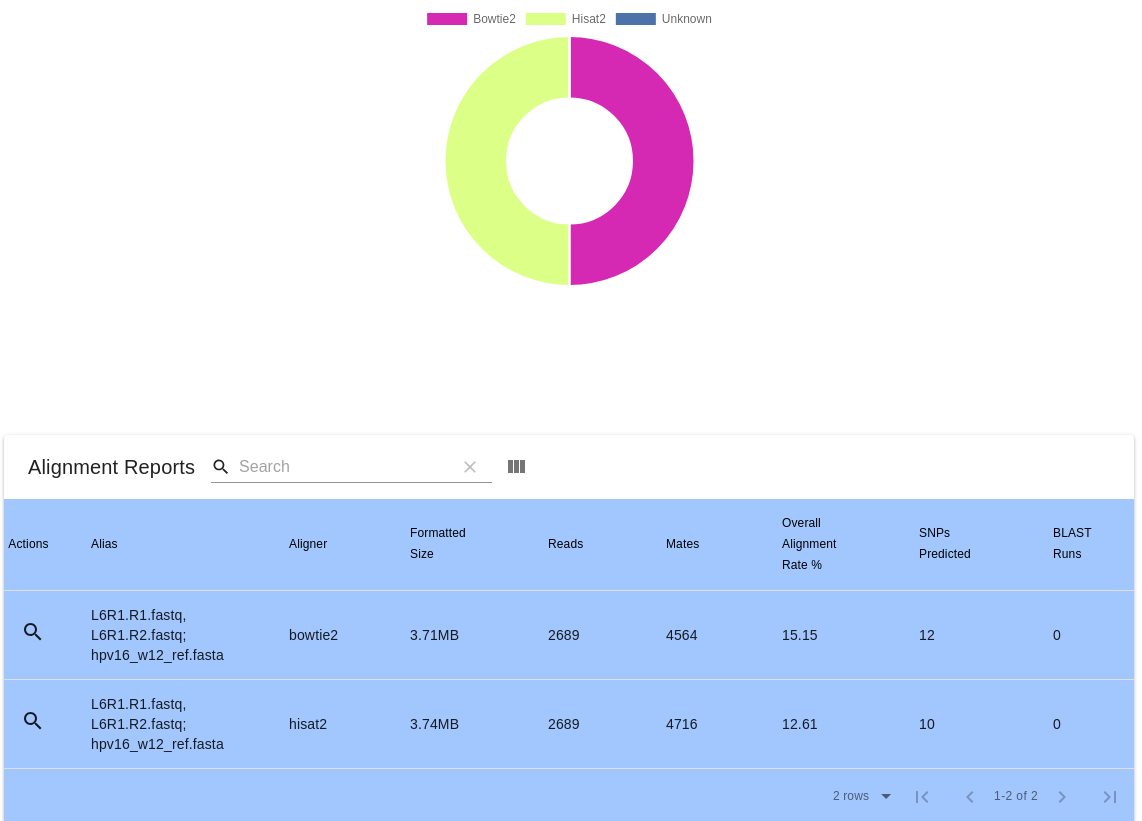 Bowtie2 Hisat2 Unknown
Alignment Reports Search
Actions Alias Aligner Formatted Size Reads Mates Overall Alignment Rate % SNPs Predicted BLAST Runs
L6R1.R1.fastq,
L6R1.R2.fastq;
hpv16_w12_ref.fasta
bowtie2 3.71MB 2689 4564 15.15 12 0
L6R1.R1.fastq,
L6R1.R2.fastq;
hpv16_w12_ref.fasta
hisat2 3.74MB 2689 4716 12.61 10 0
2 rows 1-2 of 2